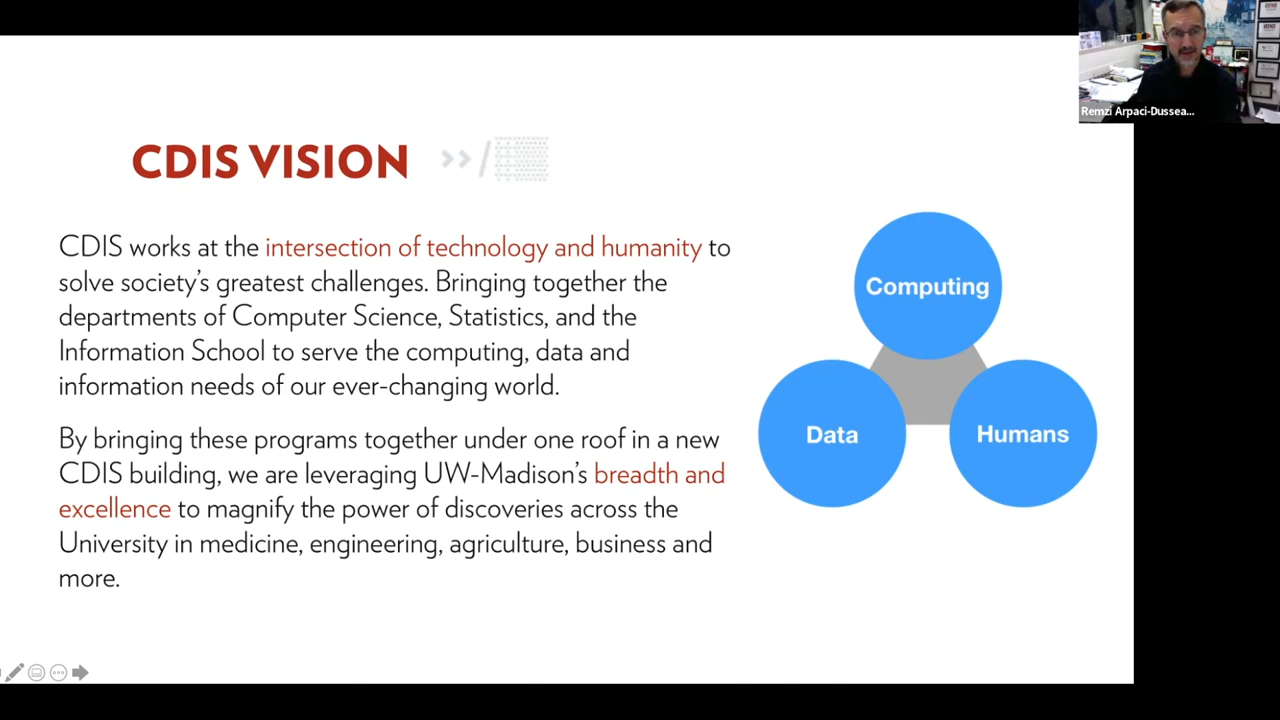 Remzi Arpaci-Dussea...
CDIS VISION
CDIS works at the intersection of technology and humanity to
solve society's greatest challenges. Bringing together the
departments of Computer Science, Statistics, and the
Information School to serve the computing, data and
information needs of our ever-changing world.
By bringing these programs together under one roof in a new
CDIS building, we are leveraging UW-Madison's breadth and
excellence to magnify the power of discoveries across the
University in medicine, engineering, agriculture, business and
more.
Computing
Data
Humans